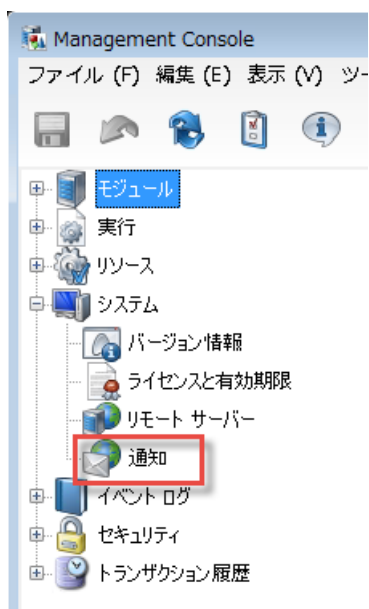 Management Console
ファイル (F) 編集 (E) 表示 (V) ツー
モジュール
実行
リソース
システム
バージョン情報
ライセンスと有効期限
リモート サーバー
通知
イベント ログ
セキュリティ
トランザクション履歴